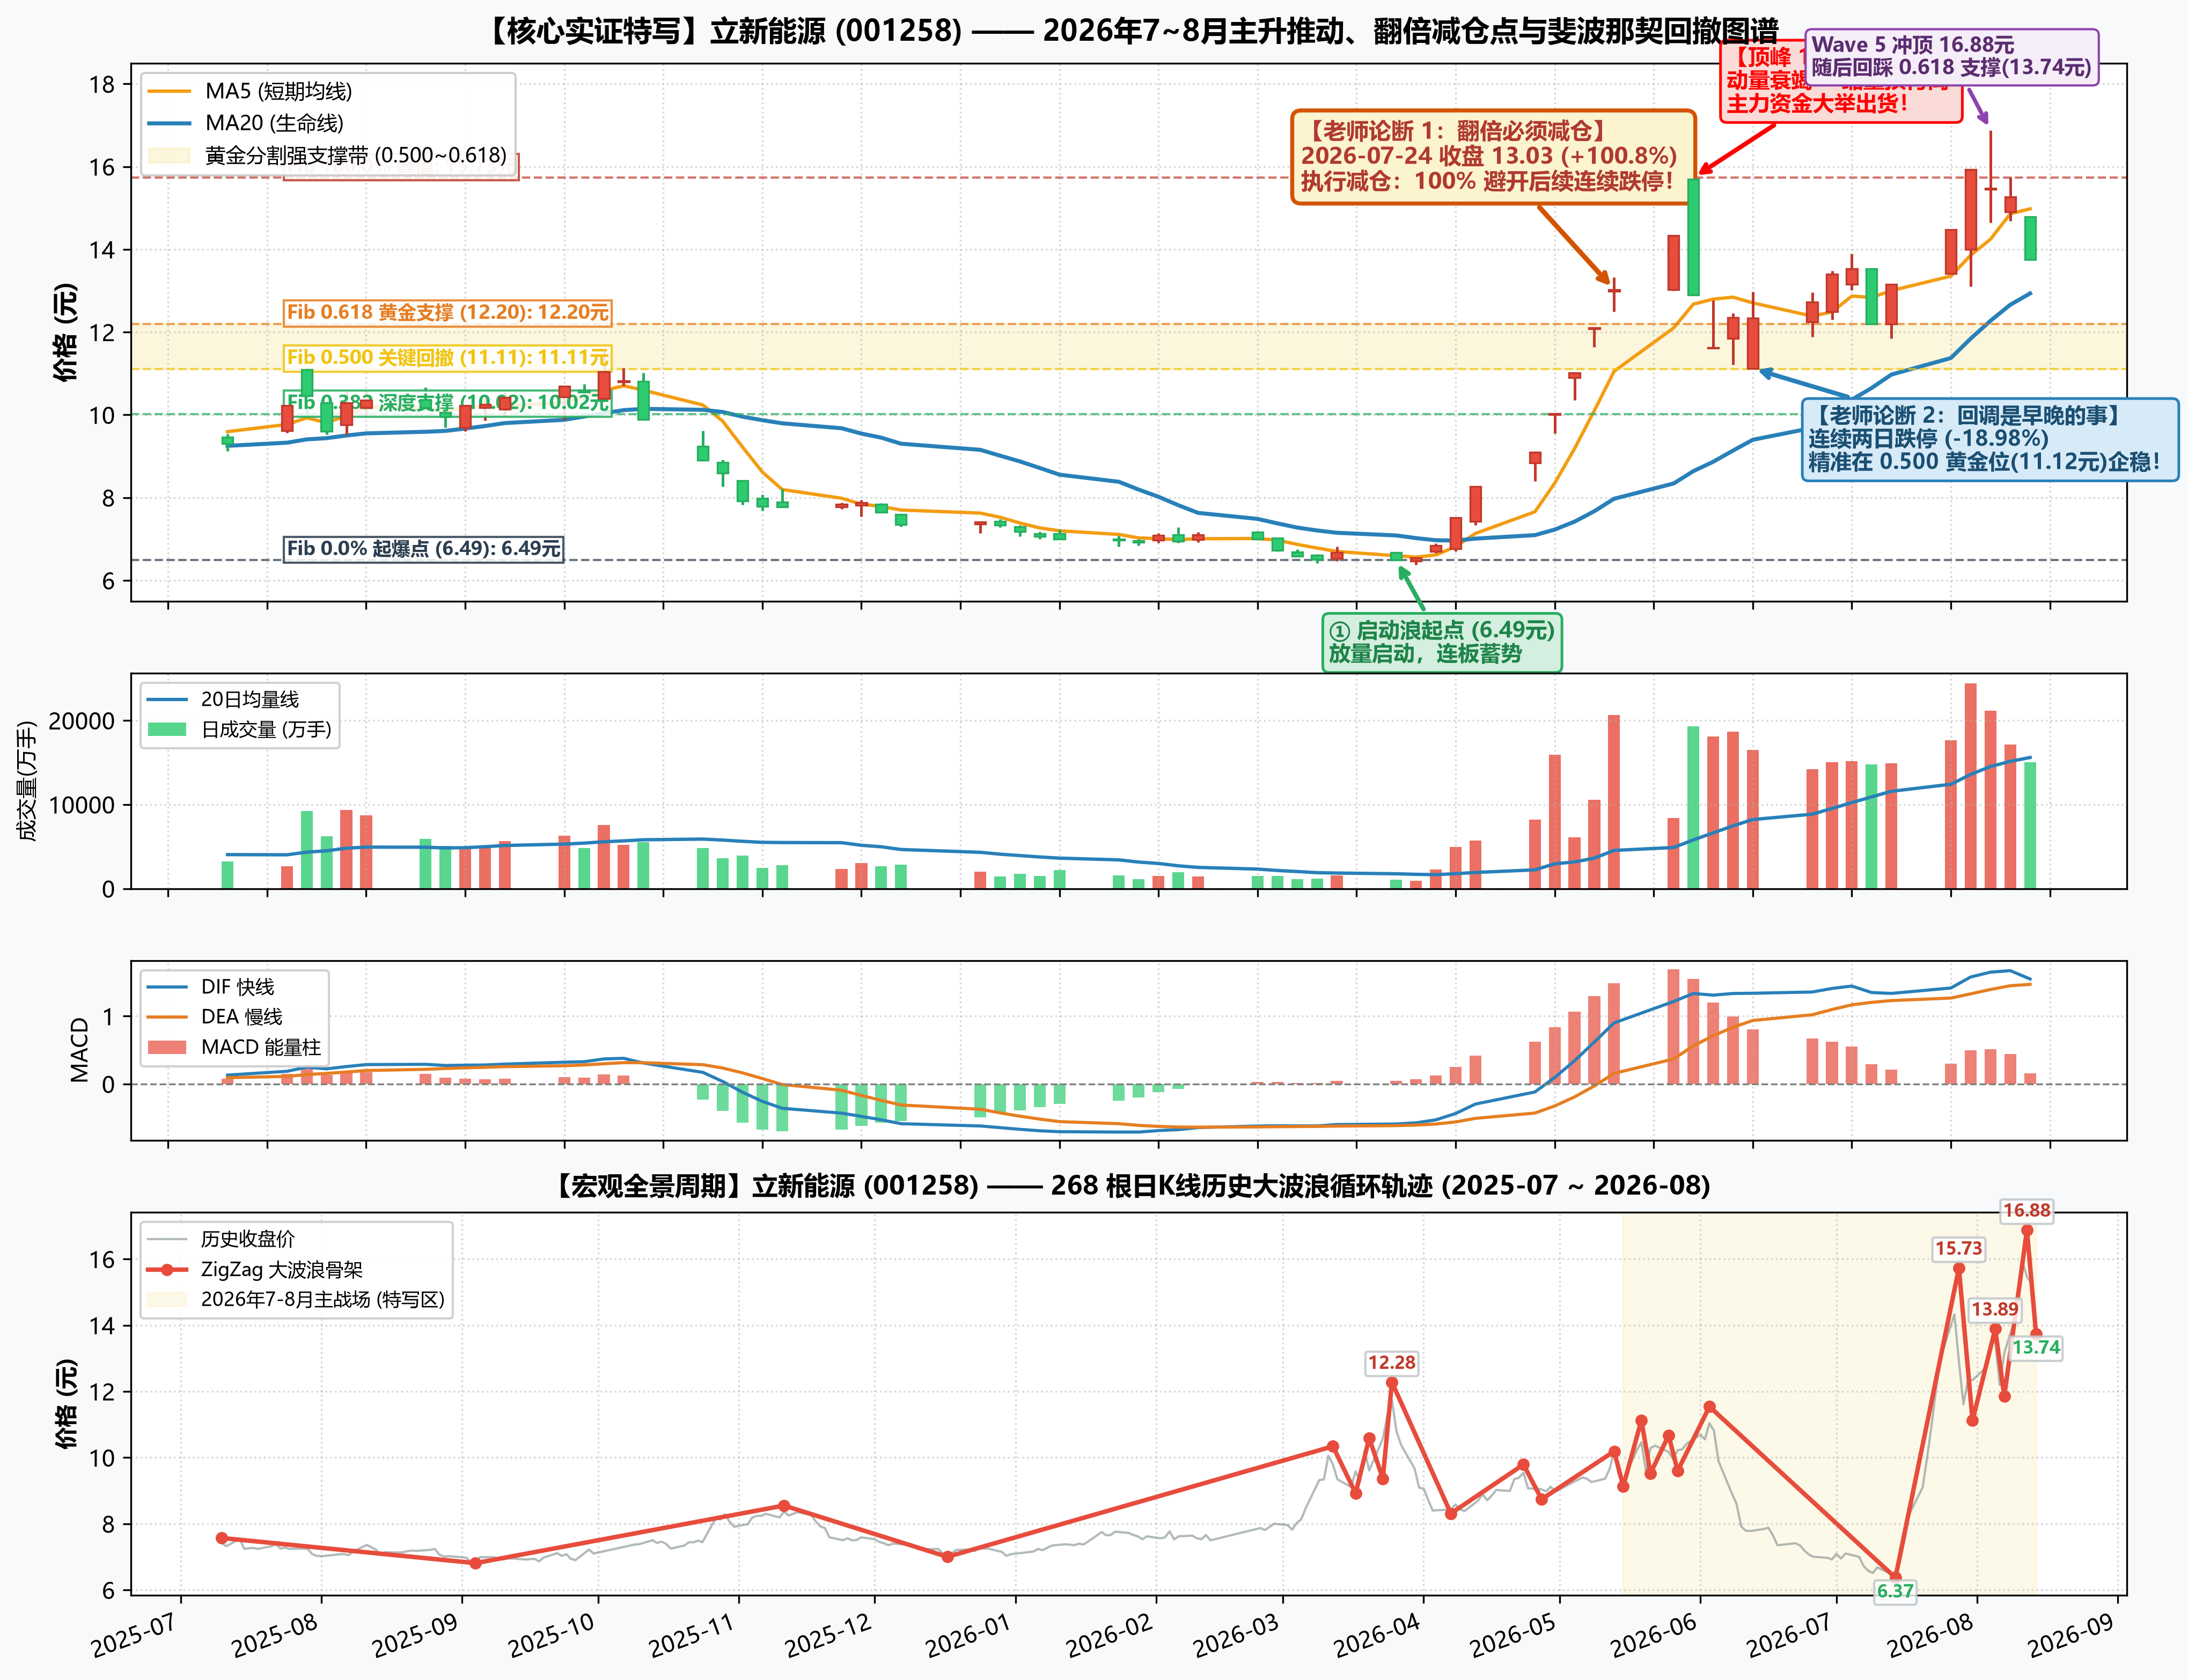 【核心实证特写】立新能源 (001258) —— 2026年7~8月主升推动、翻倍减仓点与斐波那契回撤图谱
Wave 5 冲顶 16.88元
随后回踩 0.618 支撑(13.74元)
【顶峰 1
动量衰竭
主力资金大举出货！
MA5 (短期均线)
MA20 (生命线)
黄金分割强支撑带 (0.500~0.618)
【老师论断 1：翻倍必须减仓】
2026-07-24 收盘 13.03 (+100.8%)
执行减仓：100% 避开后续连续跌停！
Fib 0.618 黄金支撑 (12.20): 12.20元
Fib 0.500 关键回撤 (11.11): 11.11元
Fib 0.382 深度支撑 (10.02): 10.02元
Fib 0.0% 起爆点 (6.49): 6.49元
【老师论断 2：回调是早晚的事】
连续两日跌停 (-18.98%)
精准在 0.500 黄金位(11.12元)企稳！
① 启动浪起点 (6.49元)
放量启动，连板蓄势
价格 (元)
18
16
14
12
10
8
6
20日均量线
日成交量 (万手)
成交量(万手)
20000
10000
0
DIF 快线
DEA 慢线
MACD 能量柱
MACD
1
0
【宏观全景周期】立新能源 (001258) —— 268 根日K线历史大波浪循环轨迹 (2025-07 ~ 2026-08)
历史收盘价
ZigZag 大波浪骨架
2026年7-8月主战场 (特写区)
价格 (元)
16
14
12
10
8
6
12.28
15.73
13.89
16.88
13.74
6.37
2025-07
2025-08
2025-09
2025-10
2025-11
2025-12
2026-01
2026-02
2026-03
2026-04
2026-05
2026-06
2026-07
2026-08
2026-09